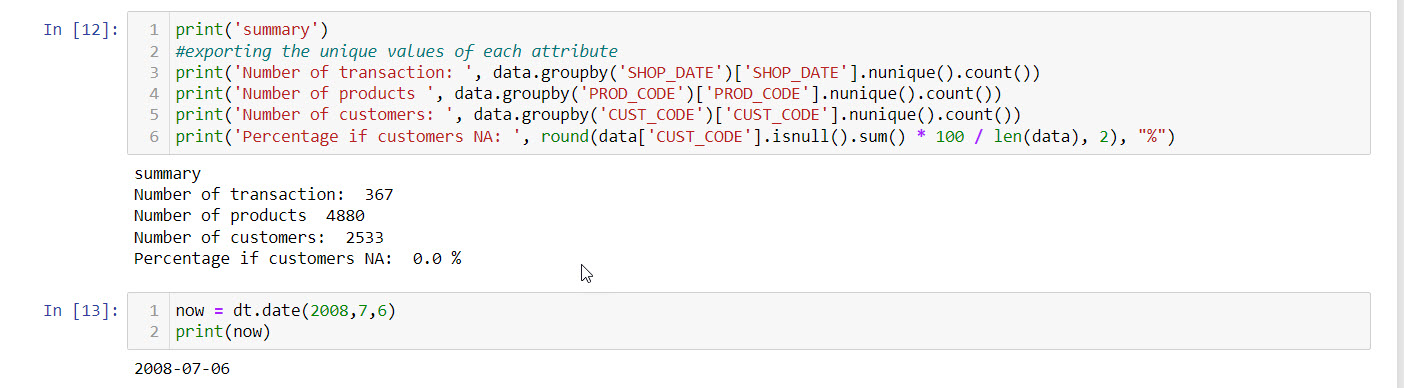 In [12]:
1 print('summary')
2 #exporting the unique values of each attribute
3 print('Number of transaction: ', data.groupby('SHOP_DATE')['SHOP_DATE'].nunique().count())
4 print('Number of products ', data.groupby('PROD_CODE')['PROD_CODE'].nunique().count())
5 print('Number of customers: ', data.groupby('CUST_CODE')['CUST_CODE'].nunique().count())
6 print('Percentage if customers NA: ', round(data['CUST_CODE'].isnull().sum() * 100 / len(data), 2), "%")
summary
Number of transaction:  367
Number of products  4880
Number of customers:  2533
Percentage if customers NA:  0.0 %
In [13]:
1 now = dt.date(2008,7,6)
2 print(now)
2008-07-06